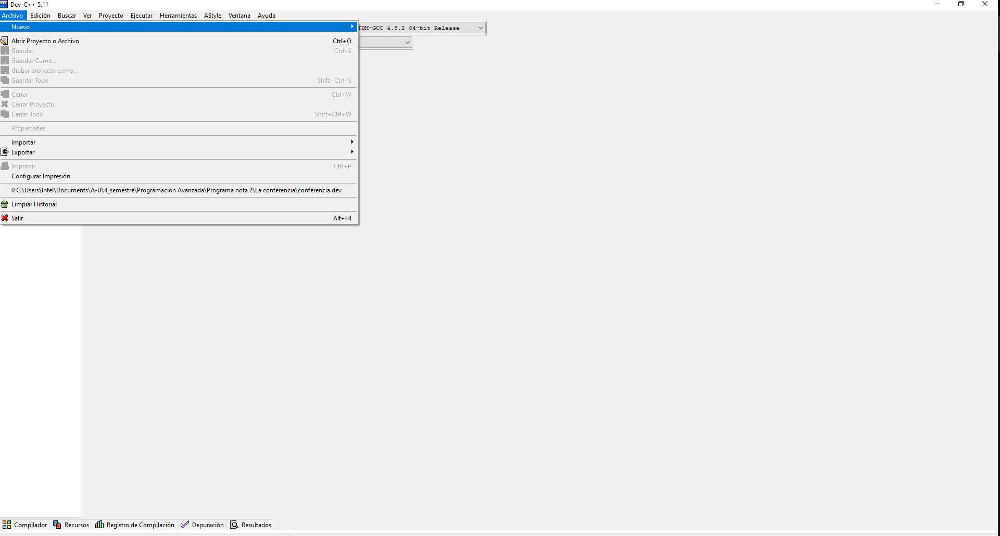 Dev-C++ 5.11
Archivo Edición Buscar Ver Proyecto Ejecutar Herramientas AStyle Ventana Ayuda
Nuevo
TDM-GCC 4.9.2 64-bit Release
Abrir Proyecto o Archivo Ctrl+O
Guardar Ctrl+S
Guardar Como...
Grabar proyecto como...
Guardar Todo Shift+Ctrl+S
Cerrar Ctrl+W
Cerrar Proyecto
Cerrar Todo Shift+Ctrl+W
Propiedades
Importar
Exportar
Imprimir Ctrl+P
Configurar Impresión
0 C:\Users\Intel\Documents\A-U\4_semestre\Programacion Avanzada\Programa nota 2\La conferencia\conferencia.dev
Limpiar Historial
Salir Alt+F4
Compilador Recursos Registro de Compilación Depuración Resultados